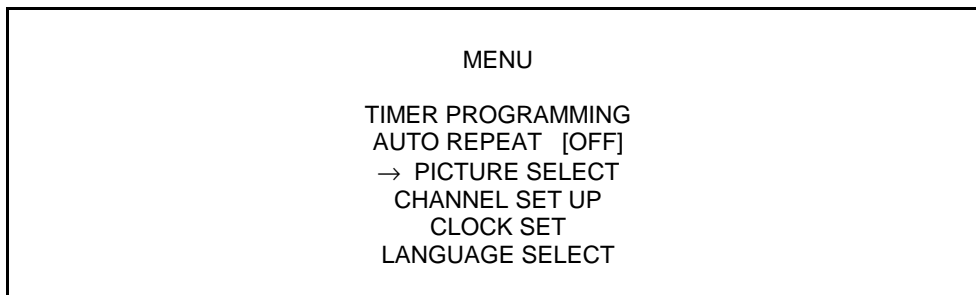 MENU
TIMER PROGRAMMING
AUTO REPEAT [OFF]
→ PICTURE SELECT
CHANNEL SET UP
CLOCK SET
LANGUAGE SELECT